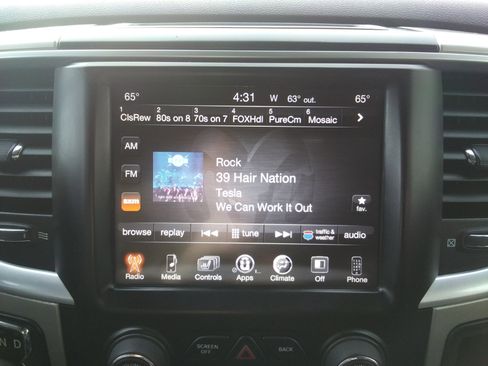 65° 4:31 W 63° out. 65°
1 ClsRew 2 80s on 8 3 70s on 7 4 FOXHdl 5 PureCm 6 Mosaic
AM
FM
sxm
Rock
39 Hair Nation
Tesla
We Can Work It Out
fav.
browse replay tune traffic & weather audio
Radio Media Controls Apps Climate Off Phone
SCREEN OFF
BACK
N D